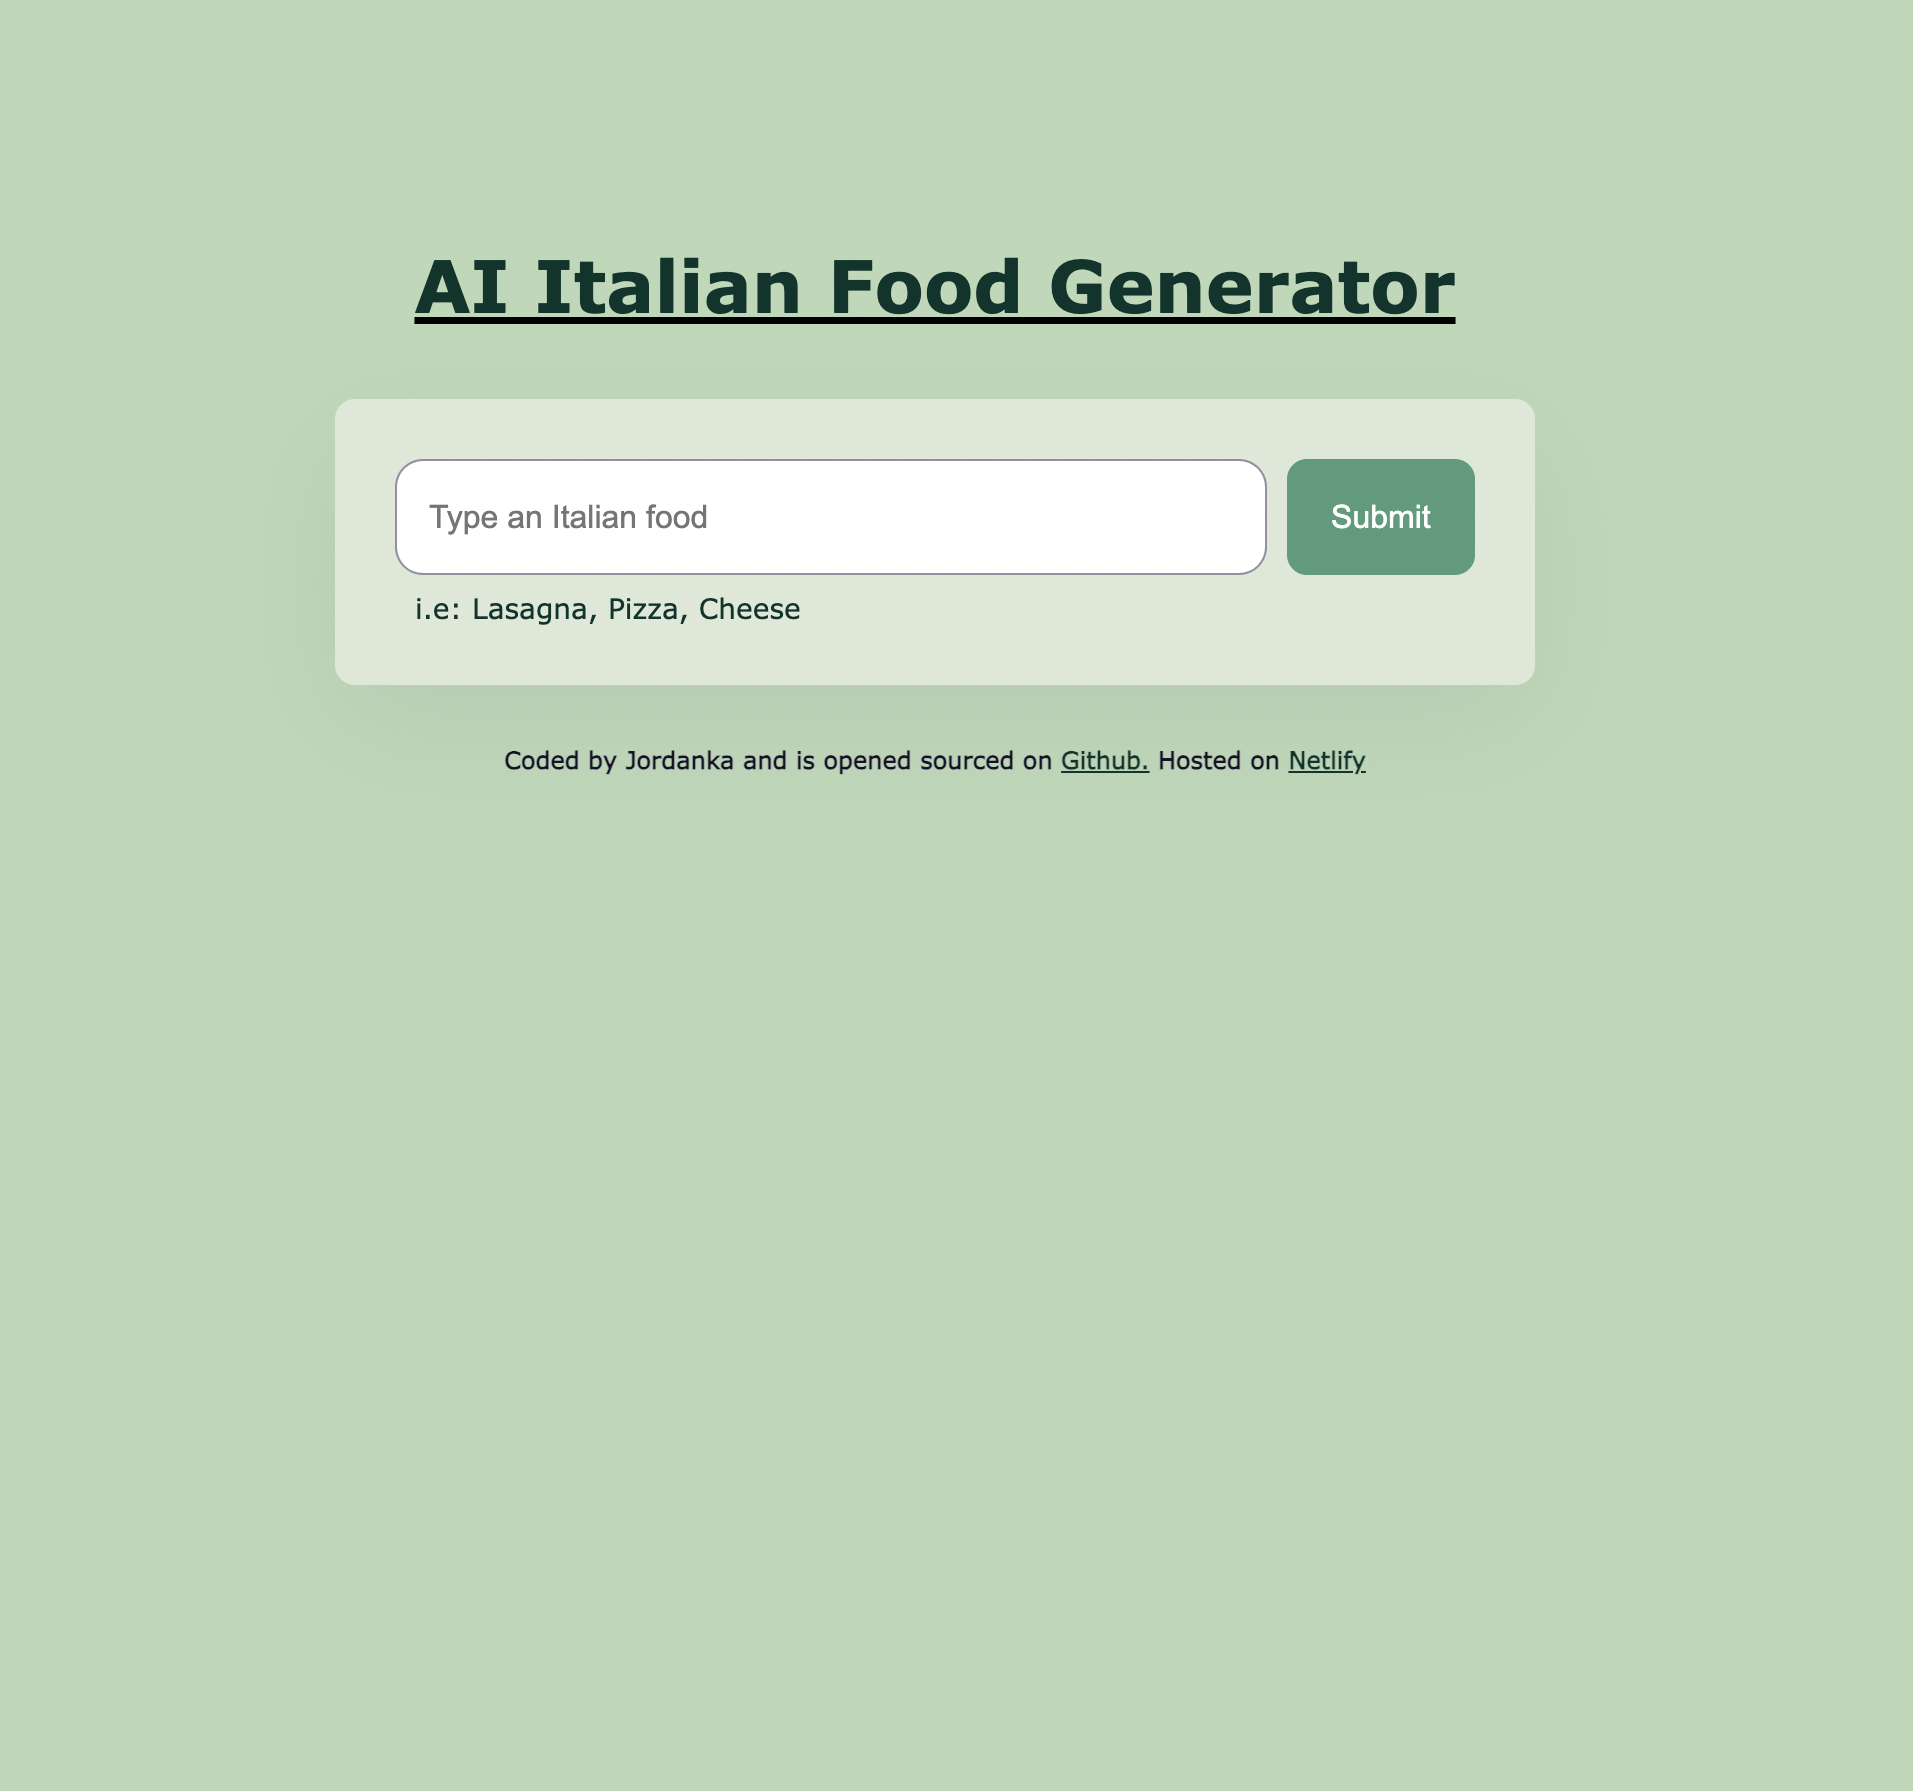 AI Italian Food Generator
Type an Italian food
Submit
i.e: Lasagna, Pizza, Cheese
Coded by Jordanka and is opened sourced on Github. Hosted on Netlify